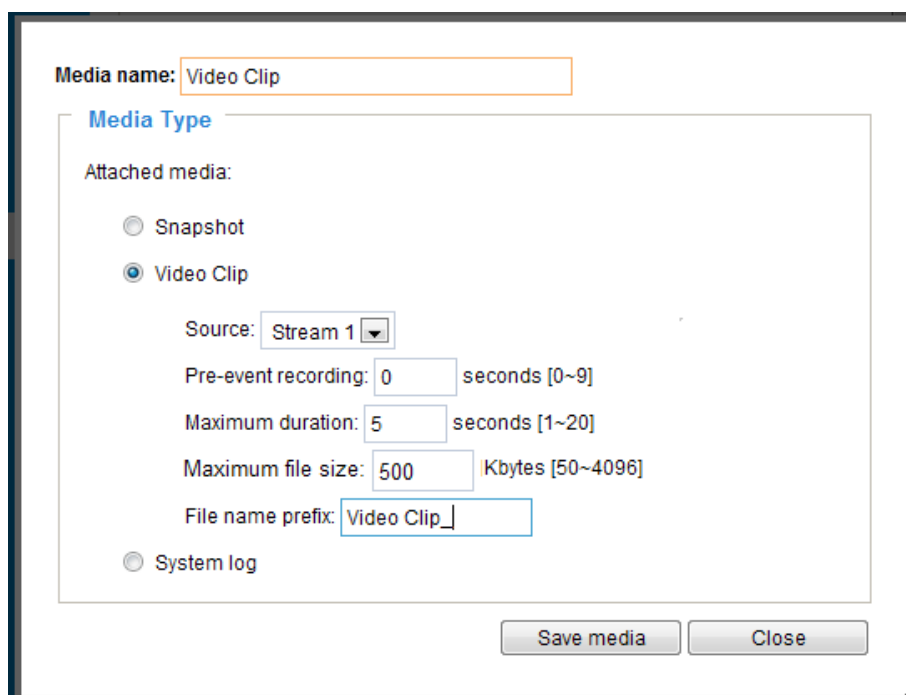 Media name: Video Clip
Media Type
Attached media:
Snapshot
Video Clip
Source: Stream 1
Pre-event recording: 0 seconds [0~9]
Maximum duration: 5 seconds [1~20]
Maximum file size: 500 Kbytes [50~4096]
File name prefix: Video Clip_
System log
Save media Close